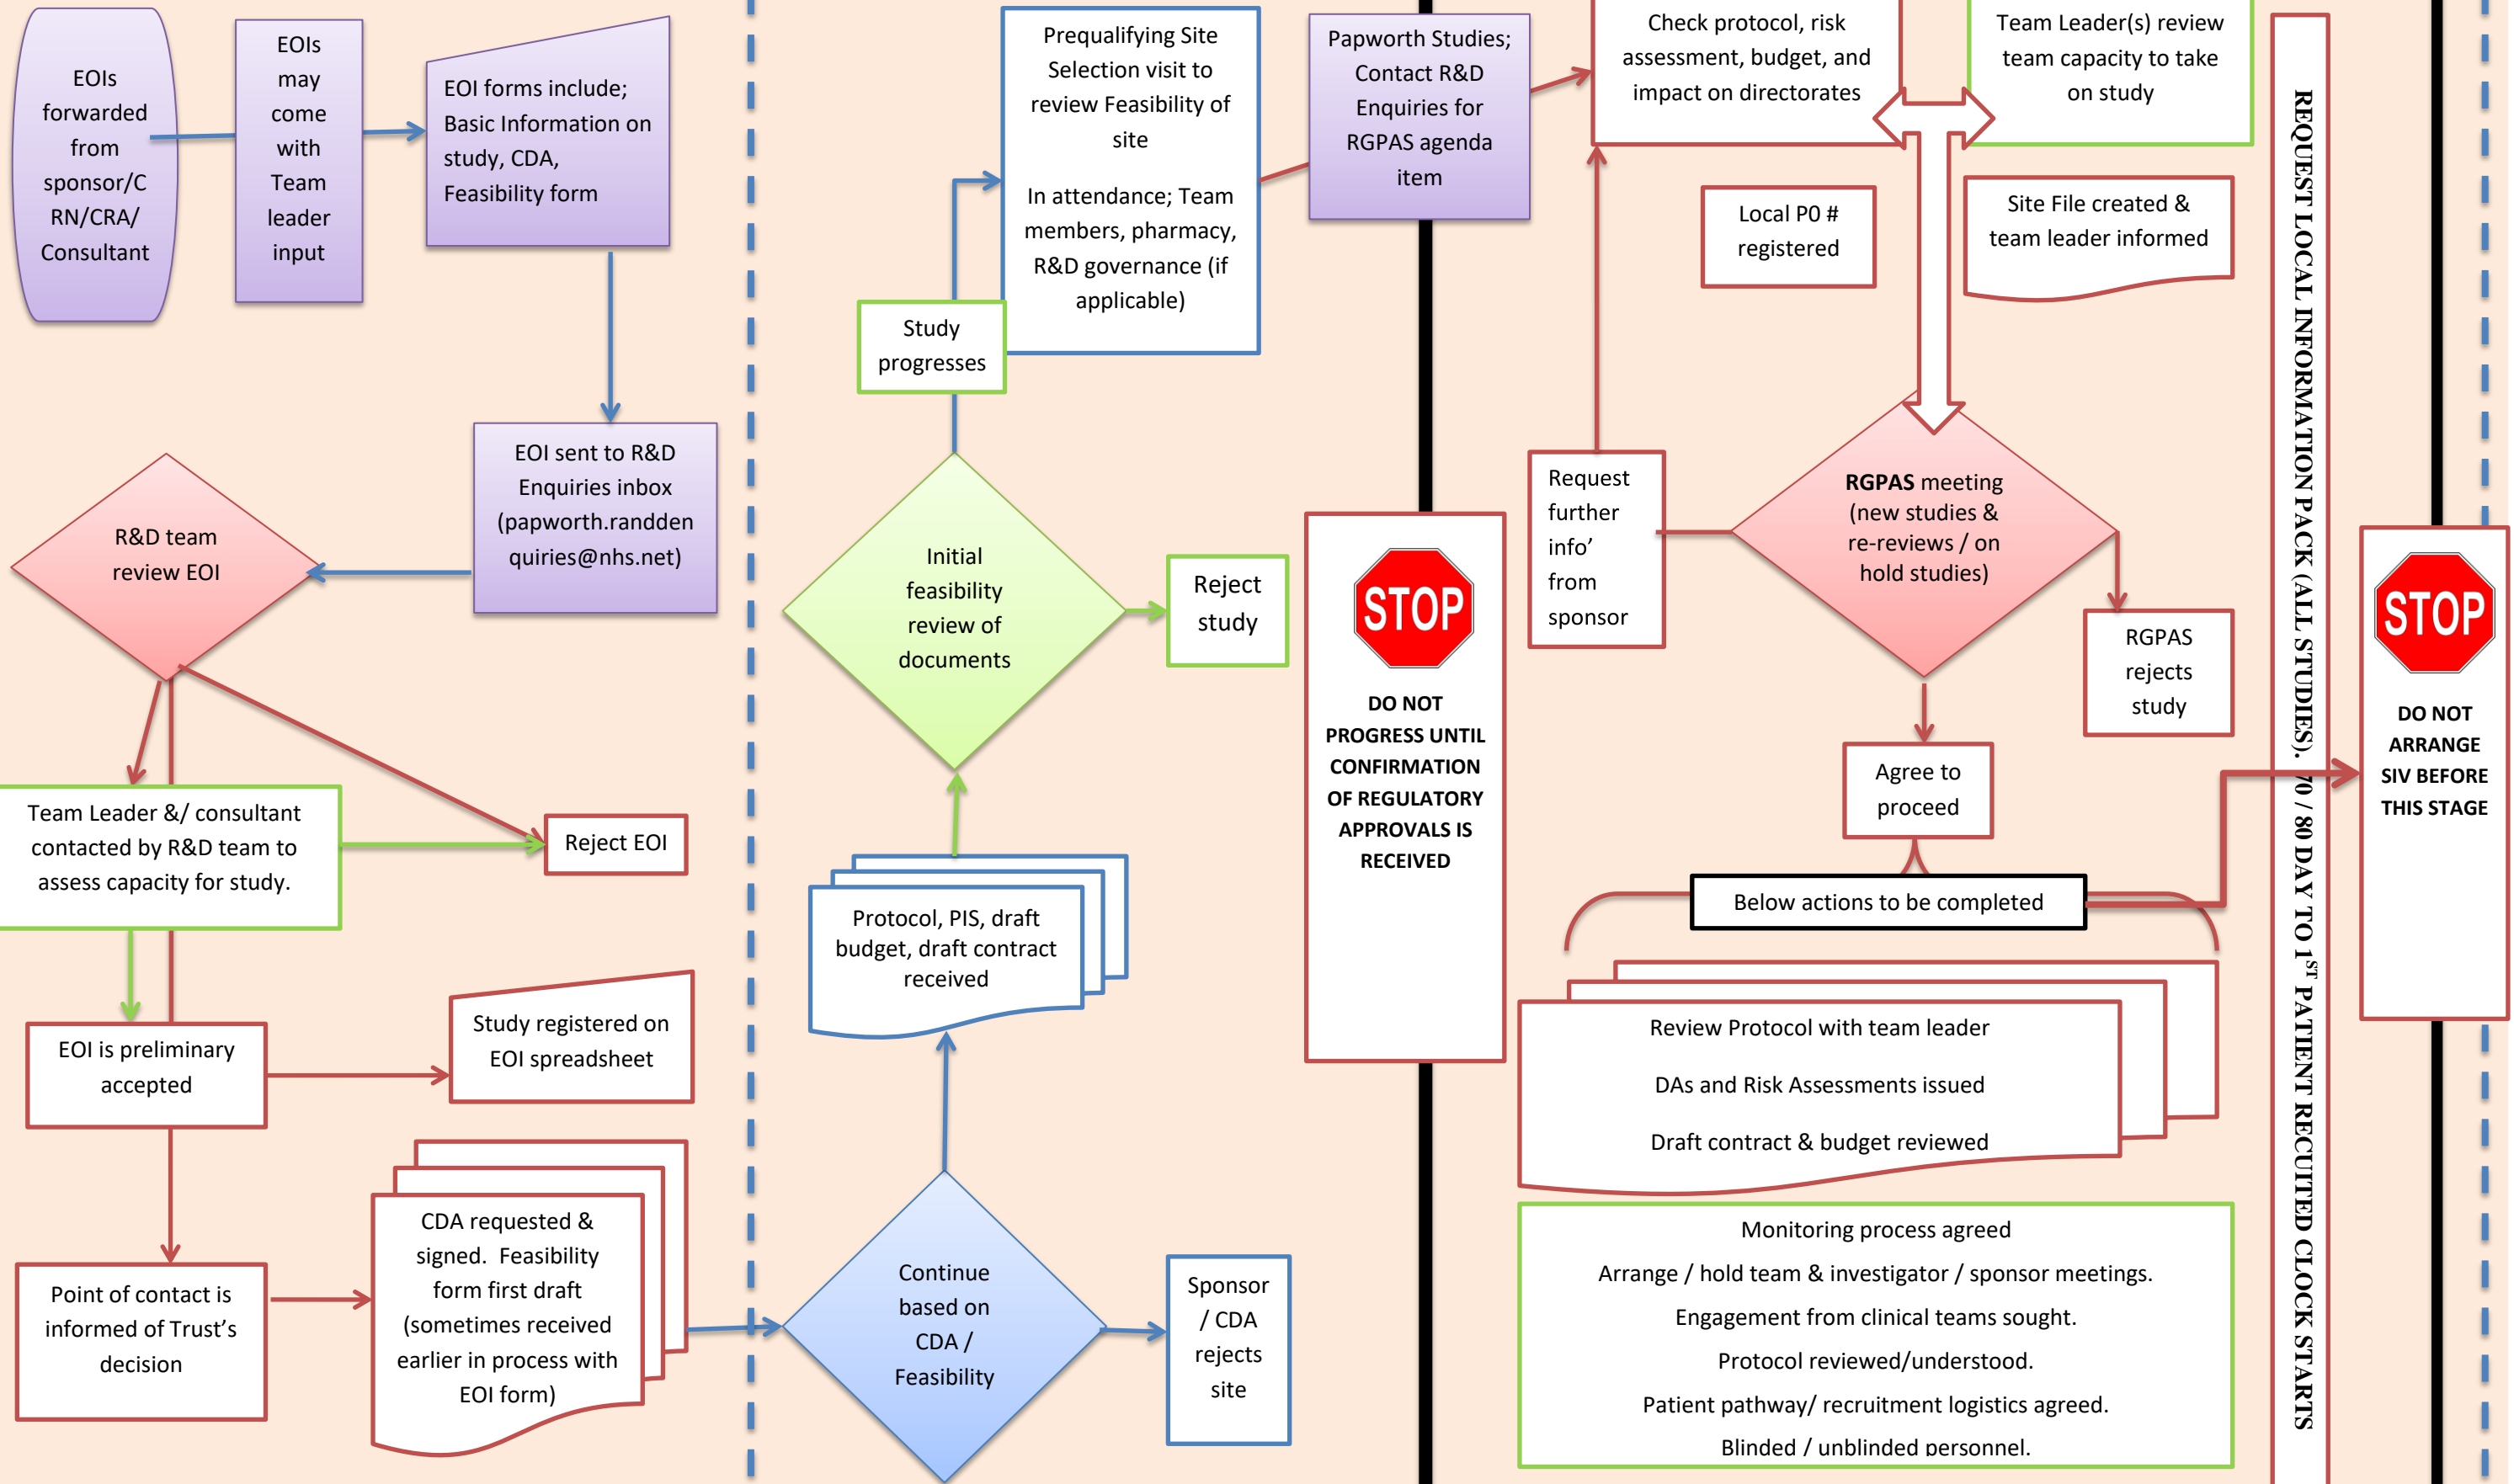 EOIs
forwarded
from
sponsor/C
RN/CRA/
Consultant
EOIs
may
come
with
Team
leader
input
EOI forms include;
Basic Information on
study, CDA,
Feasibility form
EOI sent to R&D
Enquiries inbox
(papworth.randden
quiries@nhs.net)
R&D team
review EOI
Team Leader &/ consultant
contacted by R&D team to
assess capacity for study.
Reject EOI
EOI is preliminary
accepted
Study registered on
EOI spreadsheet
Point of contact is
informed of Trust's
decision
CDA requested &
signed. Feasibility
form first draft
(sometimes received
earlier in process with
EOI form)
Continue
based on
CDA /
Feasibility
Sponsor
/ CDA
rejects
site
Protocol, PIS, draft
budget, draft contract
received
Initial
feasibility
review of
documents
Reject
study
Study
progresses
Prequalifying Site
Selection visit to
review Feasibility of
site
In attendance; Team
members, pharmacy,
R&D governance (if
applicable)
Papworth Studies;
Contact R&D
Enquiries for
RGPAS agenda
item
STOP
DO NOT
PROGRESS UNTIL
CONFIRMATION
OF REGULATORY
APPROVALS IS
RECEIVED
Check protocol, risk
assessment, budget, and
impact on directorates
Team Leader(s) review
team capacity to take
on study
Local P0 #
registered
Site File created &
team leader informed
Request
further
info’
from
sponsor
RGPAS meeting
(new studies &
re-reviews / on
hold studies)
RGPAS
rejects
study
Agree to
proceed
Below actions to be completed
Review Protocol with team leader
DAs and Risk Assessments issued
Draft contract & budget reviewed
Monitoring process agreed
Arrange / hold team & investigator / sponsor meetings.
Engagement from clinical teams sought.
Protocol reviewed/understood.
Patient pathway/ recruitment logistics agreed.
Blinded / unblinded personnel.
REQUEST LOCAL INFORMATION PACK (ALL STUDIES). 70 / 80 DAY TO 1ST PATIENT RECUITED CLOCK STARTS
STOP
DO NOT
ARRANGE
SIV BEFORE
THIS STAGE